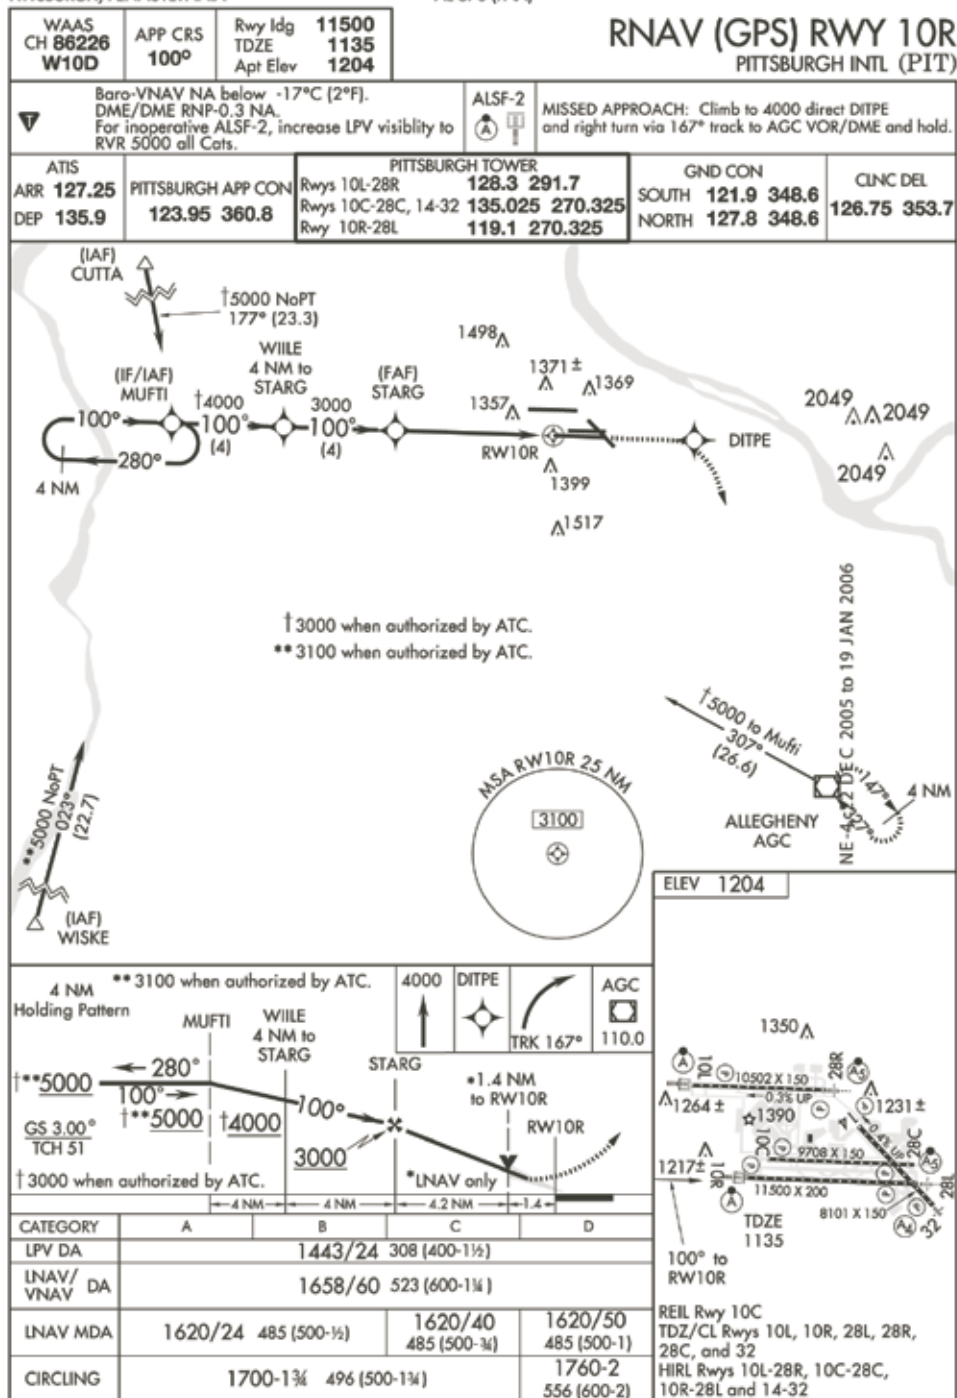 WAAS
CH 86226
W10D
APP CRS
100°
Rwy ldg 11500
TDZE 1135
Apt Elev 1204
RNAV (GPS) RWY 10R
PITTSBURGH INTL (PIT)
Baro-VNAV NA below -17°C (2°F).
DME/DME RNP-0.3 NA.
For inoperative ALSF-2, increase LPV visiblity to
RVR 5000 all Cats.
T
ALSF-2
A
MISSED APPROACH: Climb to 4000 direct DITPE
and right turn via 167° track to AGC VOR/DME and hold.
ATIS
ARR 127.25
DEP 135.9
PITTSBURGH APP CON
123.95 360.8
PITTSBURGH TOWER
Rwys 10L-28R 128.3 291.7
Rwys 10C-28C, 14-32 135.025 270.325
Rwy 10R-28L 119.1 270.325
GND CON
SOUTH 121.9 348.6
NORTH 127.8 348.6
CLNC DEL
126.75 353.7
(IAF)
CUTTA
†5000 NoPT
177° (23.3)
WIILE
4 NM to
STARG
(IF/IAF)
MUFTI
(FAF)
STARG
100°
†4000
100°
(4)
3000
100°
(4)
280°
4 NM
1498
1371±
1369
1357
RW10R
DITPE
1399
1517
2049
2049
2049
†3000 when authorized by ATC.
**3100 when authorized by ATC.
NE-4, 22 DEC 2005 to 19 JAN 2006
†5000 to Mufti
307°
(26.6)
147°
327°
4 NM
ALLEGHENY
AGC
MSA RW10R 25 NM
3100
**5000 NoPT
023°
(22.7)
(IAF)
WISKE
ELEV 1204
4 NM
Holding Pattern
**3100 when authorized by ATC.
MUFTI
WIILE
4 NM to
STARG
STARG
4000
DITPE
TRK 167°
AGC
110.0
280°
†**5000
100°
†**5000
†4000
100°
3000
GS 3.00°
TCH 51
*1.4 NM
to RW10R
RW10R
*LNAV only
†3000 when authorized by ATC.
4 NM
4 NM
4.2 NM
1.4
CATEGORY A B C D
LPV DA 1443/24 308 (400-1½)
LNAV/
VNAV DA 1658/60 523 (600-1¼)
LNAV MDA 1620/24 485 (500-½) 1620/40 485 (500-¾) 1620/50 485 (500-1)
CIRCLING 1700-1¾ 496 (500-1¾) 1760-2 556 (600-2)
1350
A
10L
10502 X 150
0.3% UP
28R
A5
1264±
1390
1231±
0.4% UP
10C
9708 X 150
28C
A5
1217±
10R
11500 X 200
28L
8101 X 150
32
A
TDZE
1135
100° to
RW10R
REIL Rwy 10C
TDZ/CL Rwys 10L, 10R, 28L, 28R,
28C, and 32
HIRL Rwys 10L-28R, 10C-28C,
10R-28L and 14-32